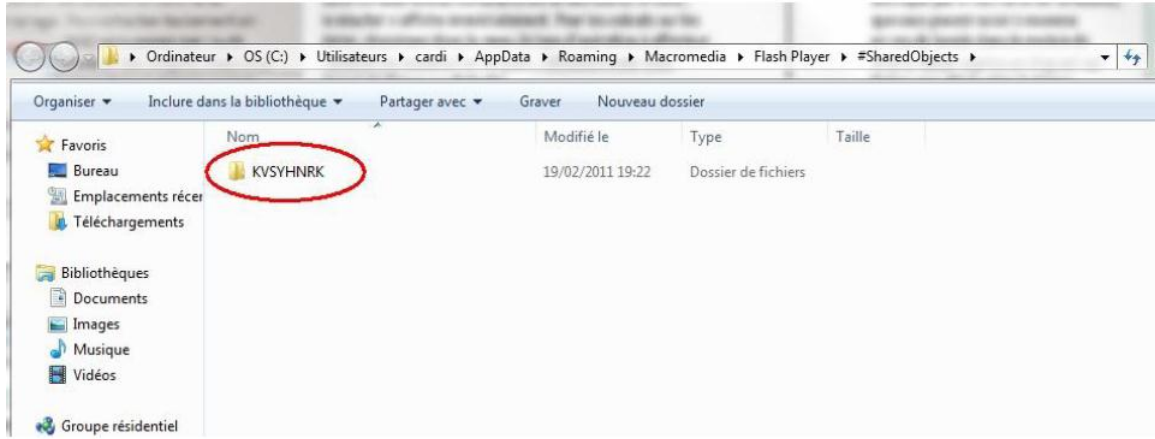 Ordinateur OS (C:) Utilisateurs cardi AppData Roaming Macromedia Flash Player #SharedObjects
Organiser Inclure dans la bibliothèque Partager avec Graver Nouveau dossier
Nom Modifié le Type Taille
KVSYHNRK 19/02/2011 19:22 Dossier de fichiers
Favoris
Bureau
Emplacements récer
Téléchargements
Bibliothèques
Documents
Images
Musique
Vidéos
Groupe résidentiel